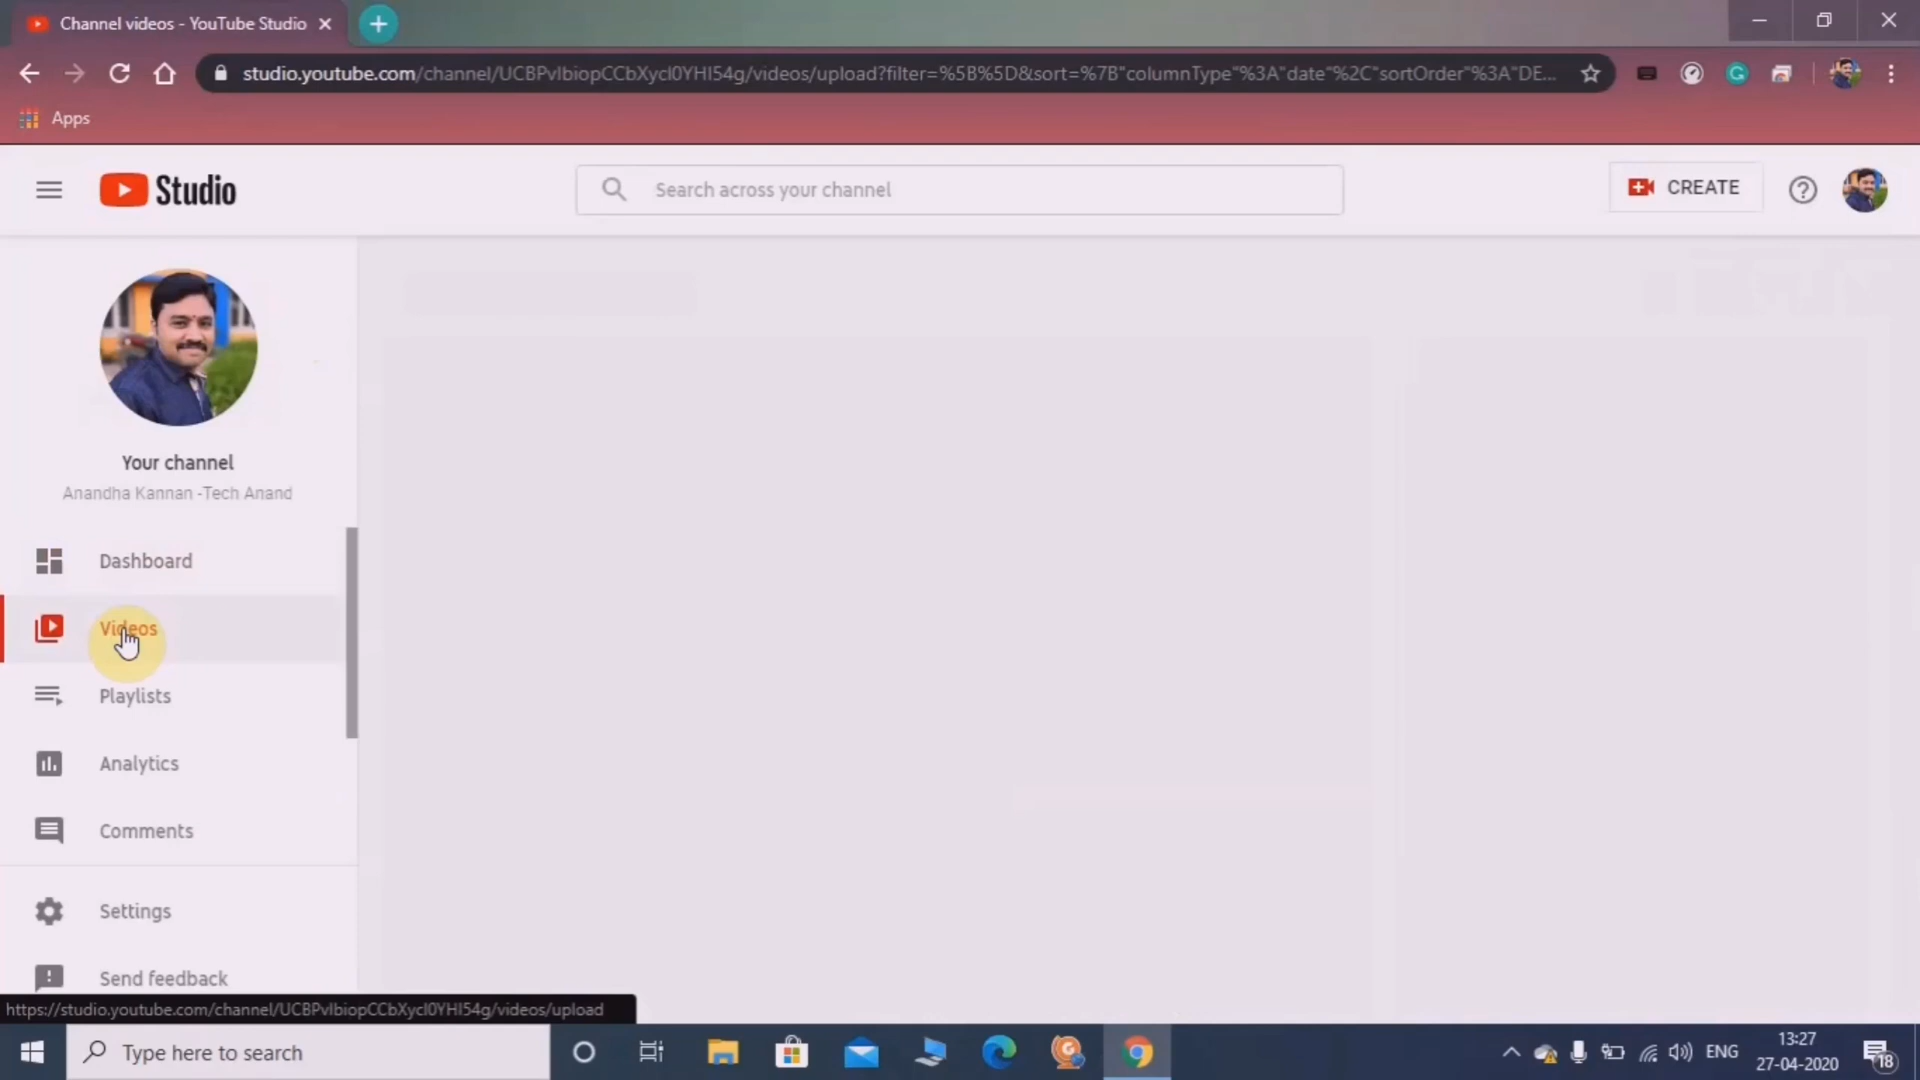 Channel videos - YouTube Studio
studio.youtube.com/channel/UCBPvIbiopCCbXycI0YHI54g/videos/upload?filter=%5B%5D&sort=%7B"columnType"%3A"date"%2C"sortOrder"%3A"DE...
Apps
Studio
Search across your channel
CREATE
Your channel
Anandha Kannan -Tech Anand
Dashboard
Videos
Playlists
Analytics
Comments
Settings
Send feedback
https://studio.youtube.com/channel/UCBPvIbiopCCbXycI0YHI54g/videos/upload
Type here to search
ENG
13:27
27-04-2020
18